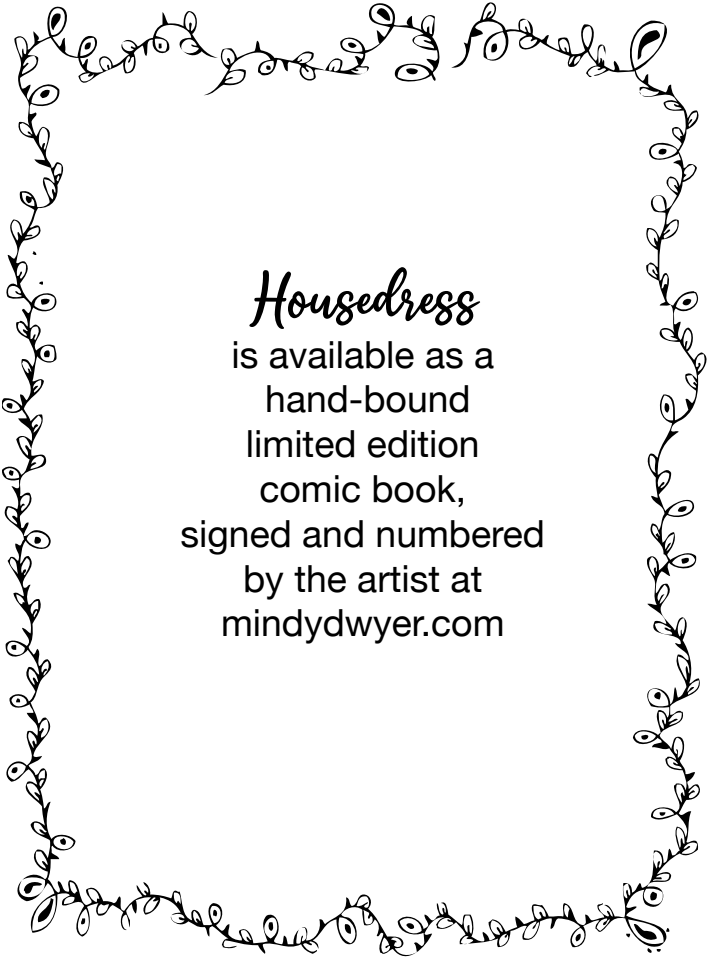 Housedress
is available as a
hand-bound
limited edition
comic book,
signed and numbered
by the artist at
mindydwyer.com